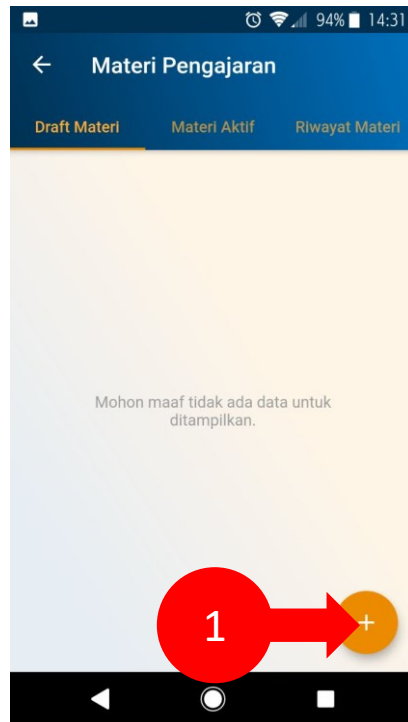 94% 14:31
Materi Pengajaran
Draft Materi Materi Aktif Riwayat Materi
Mohon maaf tidak ada data untuk
ditampilkan.
1 +